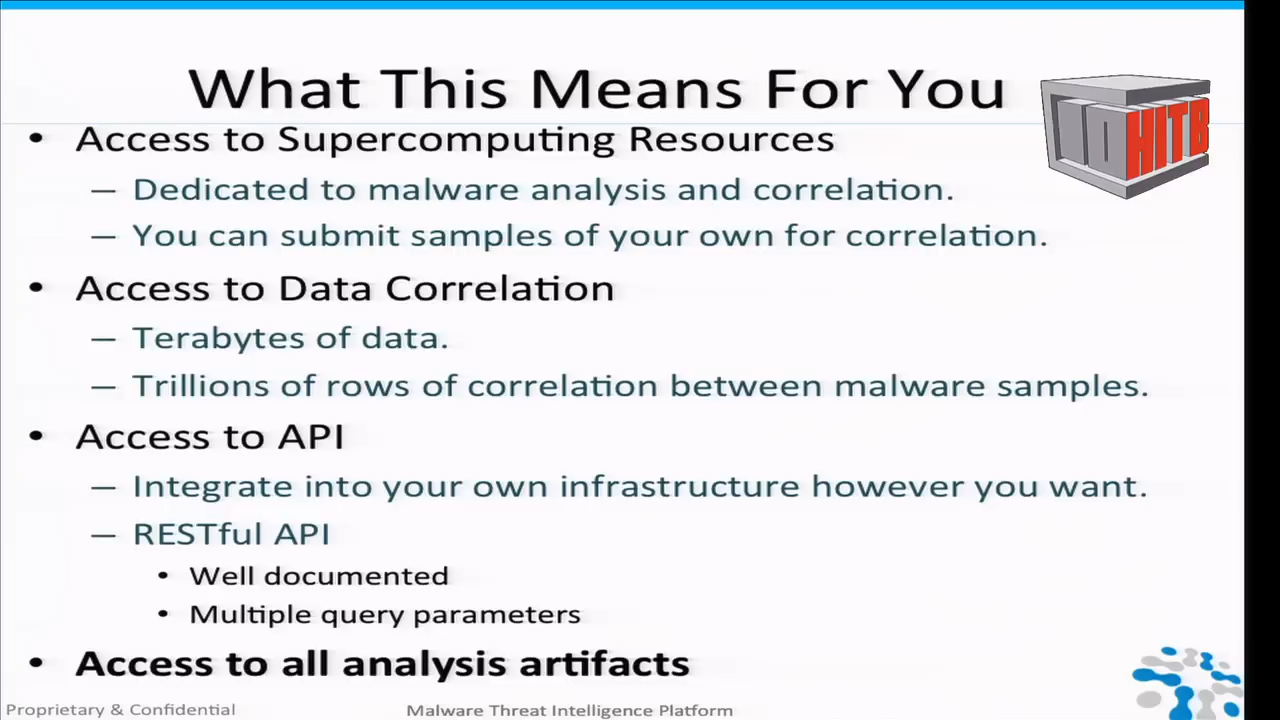 What This Means For You
HITB
• Access to Supercomputing Resources
– Dedicated to malware analysis and correlation.
– You can submit samples of your own for correlation.
• Access to Data Correlation
– Terabytes of data.
– Trillions of rows of correlation between malware samples.
• Access to API
– Integrate into your own infrastructure however you want.
– RESTful API
• Well documented
• Multiple query parameters
• Access to all analysis artifacts
Proprietary & Confidential
Malware Threat Intelligence Platform